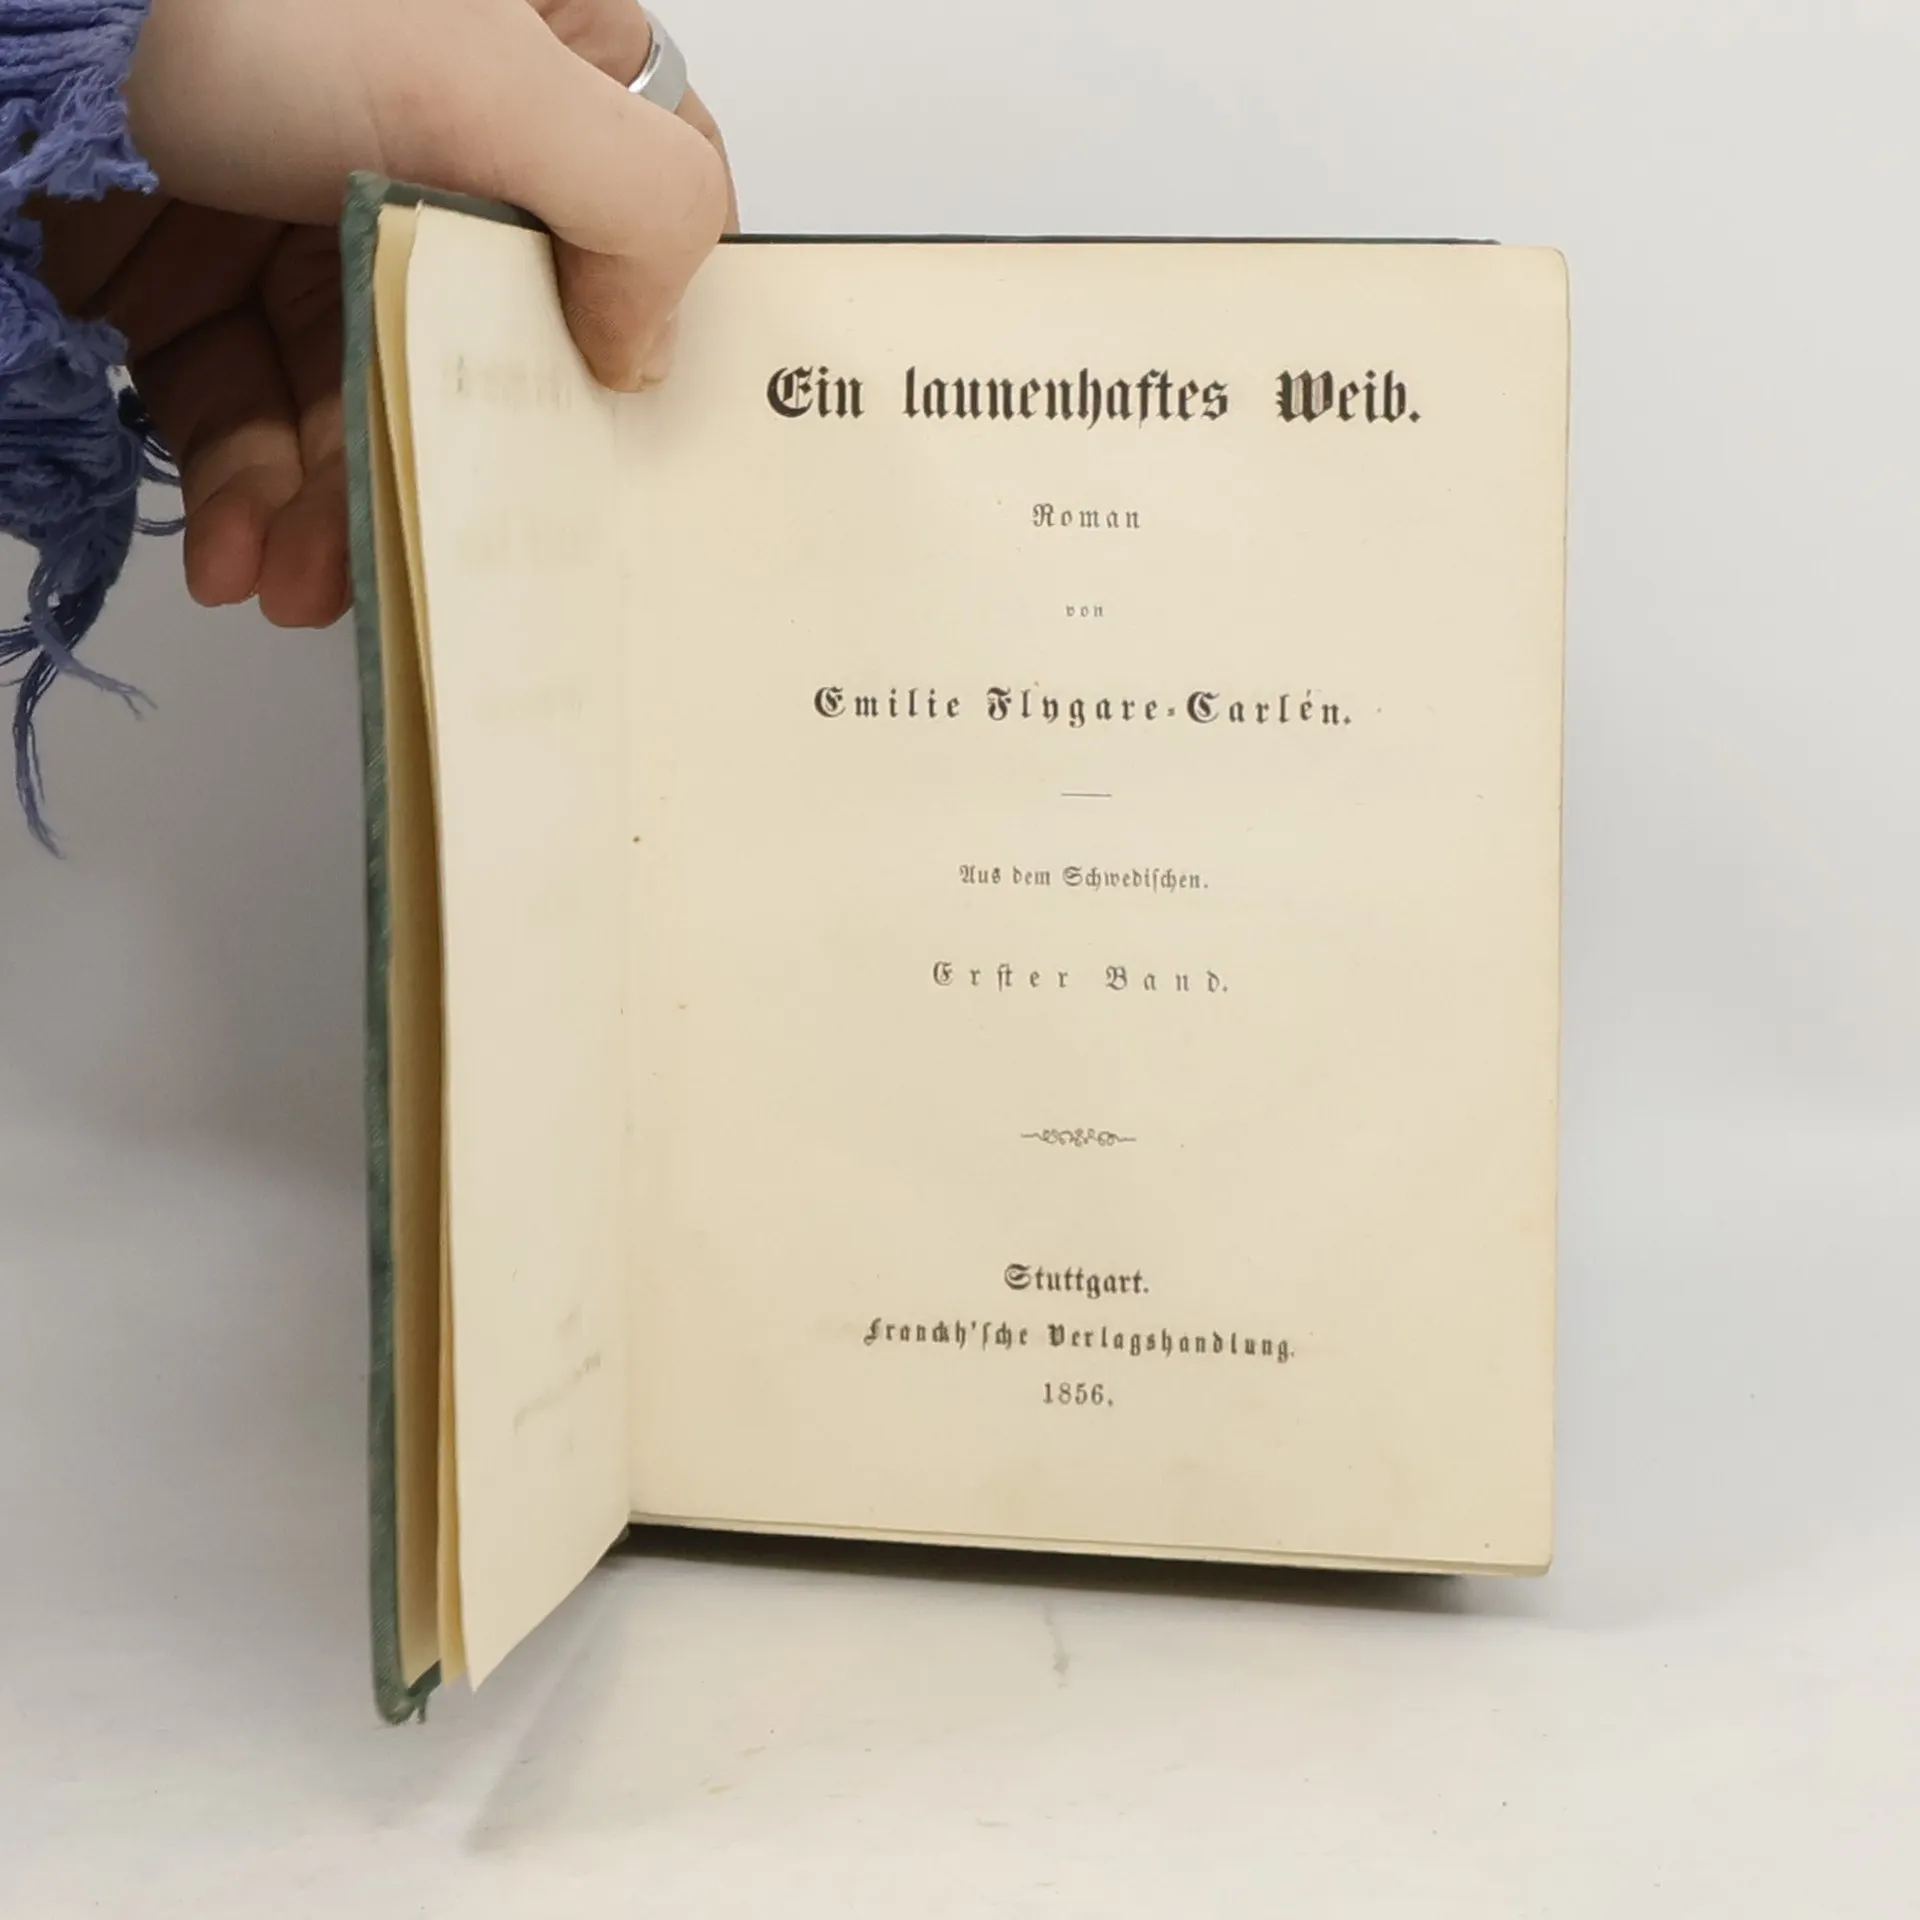 Ein launenhaftes Weib.
Roman
von
Emilie Flygare-Carlén.
Aus dem Schwedischen.
Erster Band.
Stuttgart.
Franckh'sche Verlagshandlung.
1856.